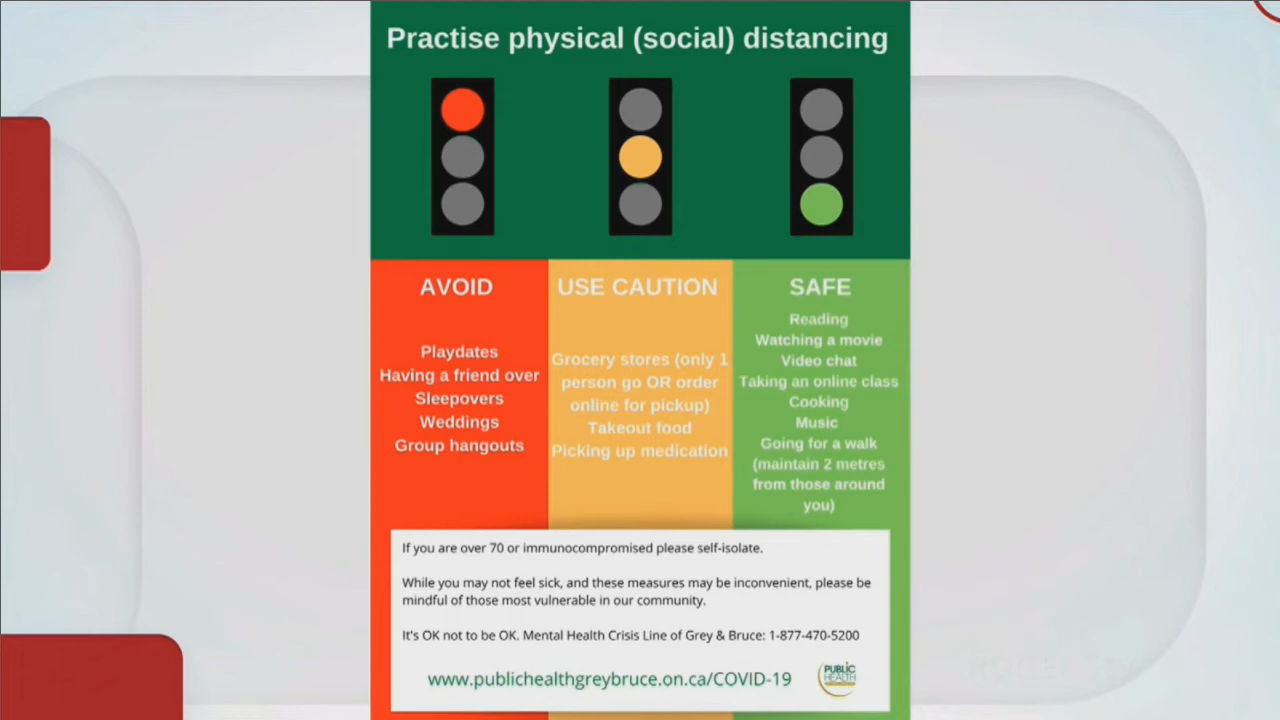 Practise physical (social) distancing
AVOID
Playdates
Having a friend over
Sleepovers
Weddings
Group hangouts
USE CAUTION
Grocery stores (only 1
person go OR order
online for pickup)
Takeout food
Picking up medication
SAFE
Reading
Watching a movie
Video chat
Taking an online class
Cooking
Music
Going for a walk
(maintain 2 metres
from those around
you)
If you are over 70 or immunocompromised please self-isolate.
While you may not feel sick, and these measures may be inconvenient, please be
mindful of those most vulnerable in our community.
It's OK not to be OK. Mental Health Crisis Line of Grey & Bruce: 1-877-470-5200
www.publichealthgreybruce.on.ca/COVID-19
PUBLIC
HEALTH